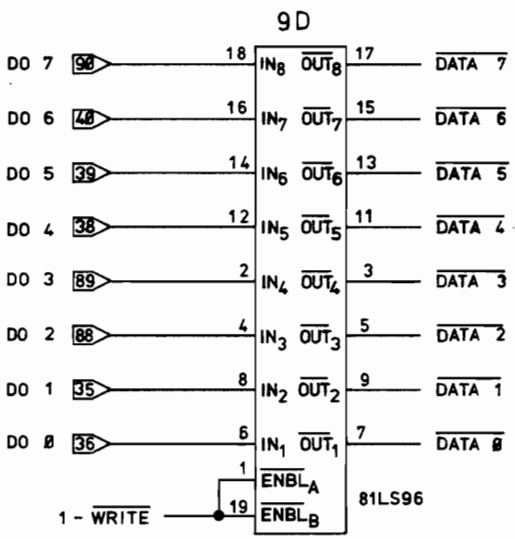 9D
DO 7 90 18 IN8 OUT8 17 DATA 7
DO 6 40 16 IN7 OUT7 15 DATA 6
DO 5 39 14 IN6 OUT6 13 DATA 5
DO 4 38 12 IN5 OUT5 11 DATA 4
DO 3 89 2 IN4 OUT4 3 DATA 3
DO 2 88 4 IN3 OUT3 5 DATA 2
DO 1 35 8 IN2 OUT2 9 DATA 1
DO 0 36 6 IN1 OUT1 7 DATA 0
1 ENBLA
81LS96
1 - WRITE 19 ENBLB